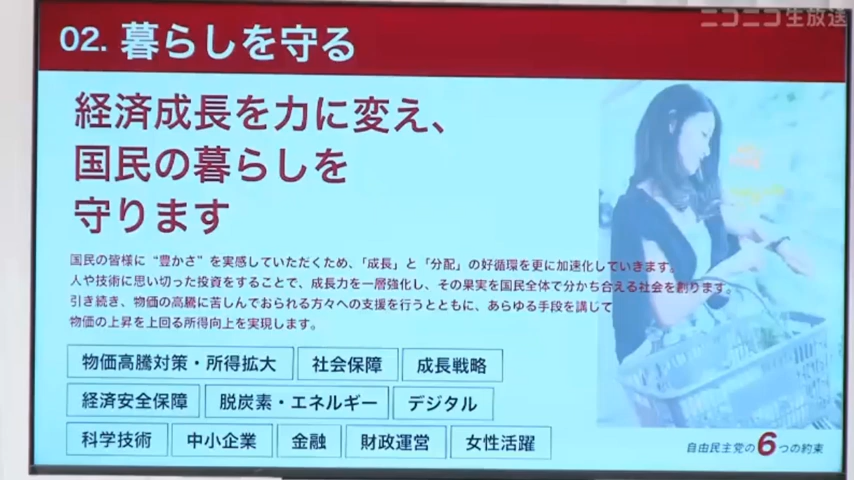 ニコニコ生放送
02. 暮らしを守る
経済成長を力に変え、
国民の暮らしを
守ります
国民の皆様に“豊かさ”を実感していただくため、「成長」と「分配」の好循環を更に加速化していきます。
人や技術に思い切った投資をすることで、成長力を一層強化し、その果実を国民全体で分かち合える社会を創ります。
引き続き、物価の高騰に苦しんでおられる方々への支援を行うとともに、あらゆる手段を講じて
物価の上昇を上回る所得向上を実現します。
物価高騰対策・所得拡大 社会保障 成長戦略
経済安全保障 脱炭素・エネルギー デジタル
科学技術 中小企業 金融 財政運営 女性活躍
自由民主党の6つの約束